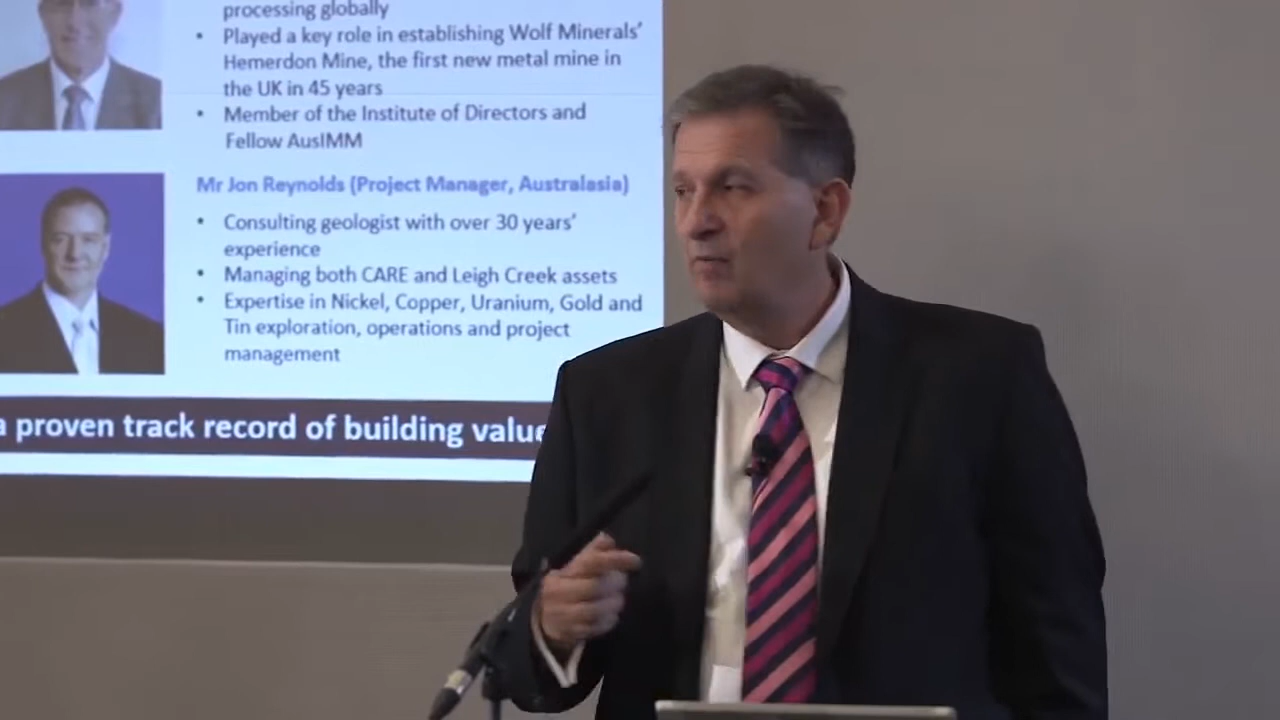 processing globally
• Played a key role in establishing Wolf Minerals’
Hemerdon Mine, the first new metal mine in
the UK in 45 years
• Member of the Institute of Directors and
Fellow AusIMM
Mr Jon Reynolds (Project Manager, Australasia)
• Consulting geologist with over 30 years’
experience
• Managing both CARE and Leigh Creek assets
• Expertise in Nickel, Copper, Uranium, Gold and
Tin exploration, operations and project
management
a proven track record of building value